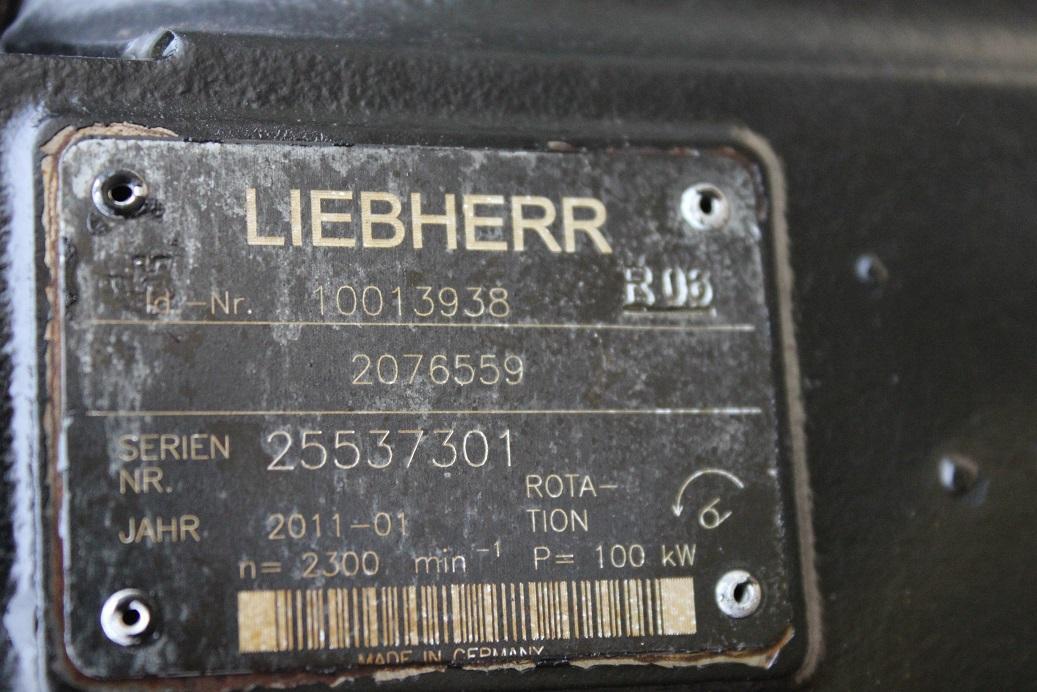 LIEBHERR
Id.-Nr. 10013938
2076559
SERIEN NR. 25537301
JAHR 2011-01
ROTA-
TION
n= 2300 min⁻¹ P= 100 kW
MADE IN GERMANY